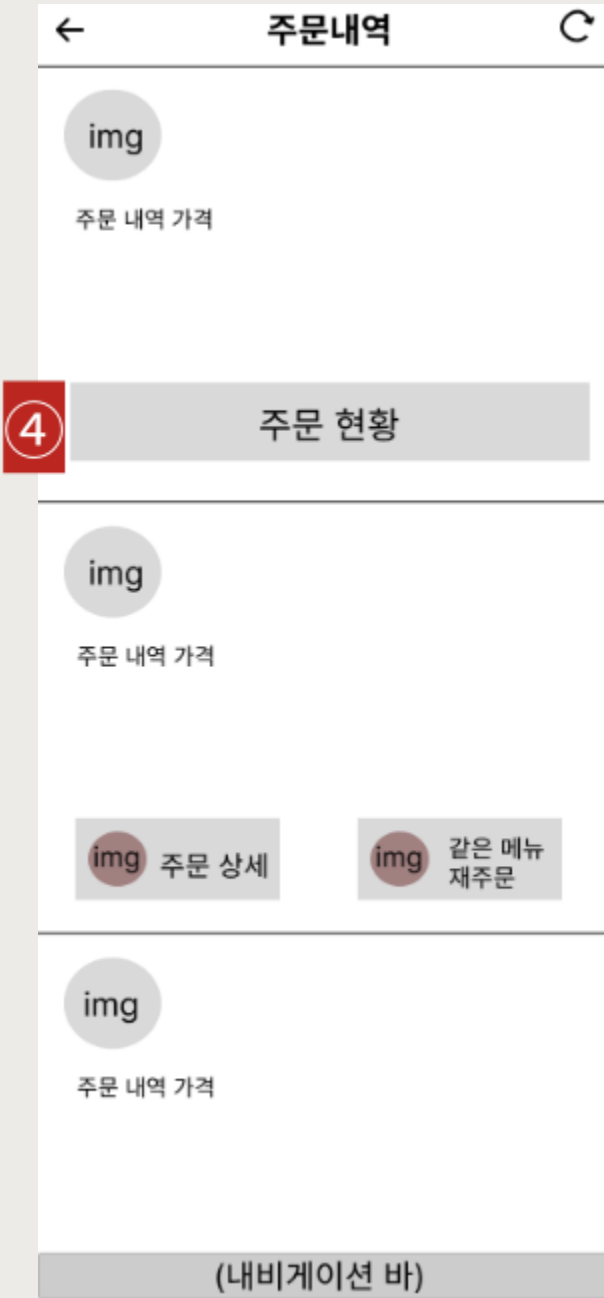 주문내역
img
주문 내역 가격
④
주문 현황
img
주문 내역 가격
img 주문 상세
img 같은 메뉴
재주문
img
주문 내역 가격
(내비게이션 바)